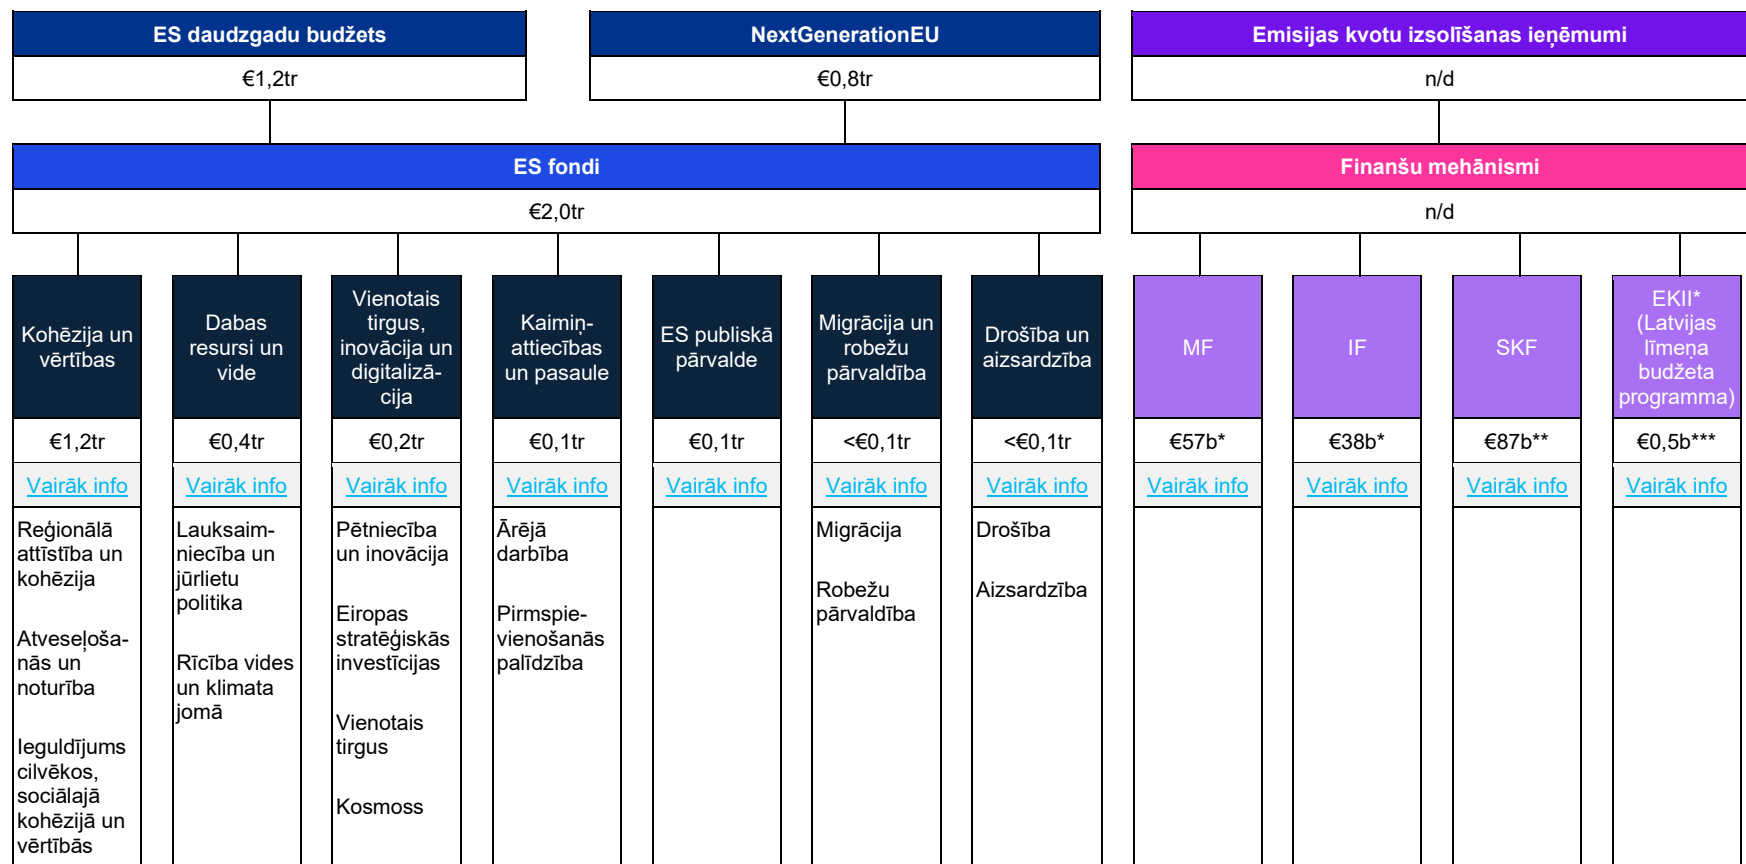 ES daudzgadu budžets
€1,2tr
NextGenerationEU
€0,8tr
Emisijas kvotu izsolīšanas ieņēmumi
n/d
ES fondi
€2,0tr
Finanšu mehānismi
n/d
Kohēzija un
vērtības
€1,2tr
Vairāk info
Reģionālā
attīstība un
kohēzija
Atveseļoša-
nās un
noturība
Ieguldījums
cilvēkos,
sociālajā
kohēzijā un
vērtībās
Dabas
resursi un
vide
€0,4tr
Vairāk info
Lauksaim-
niecība un
jūrlietu
politika
Rīcība vides
un klimata
jomā
Vienotais
tirgus,
inovācija un
digitalizā-
cija
€0,2tr
Vairāk info
Pētniecība
un inovācija
Eiropas
stratēģiskās
investīcijas
Vienotais
tirgus
Kosmoss
Kaimiņ-
attiecības
un pasaule
€0,1tr
Vairāk info
Ārējā
darbība
Pirmspie-
vienošanās
palīdzība
ES publiskā
pārvalde
€0,1tr
Vairāk info
Migrācija un
robežu
pārvaldība
<€0,1tr
Vairāk info
Migrācija
Robežu
pārvaldība
Drošība un
aizsardzība
<€0,1tr
Vairāk info
Drošība
Aizsardzība
MF
€57b*
Vairāk info
IF
€38b*
Vairāk info
SKF
€87b**
Vairāk info
EKII*
(Latvijas
līmeņa
budžeta
programma)
€0,5b***
Vairāk info